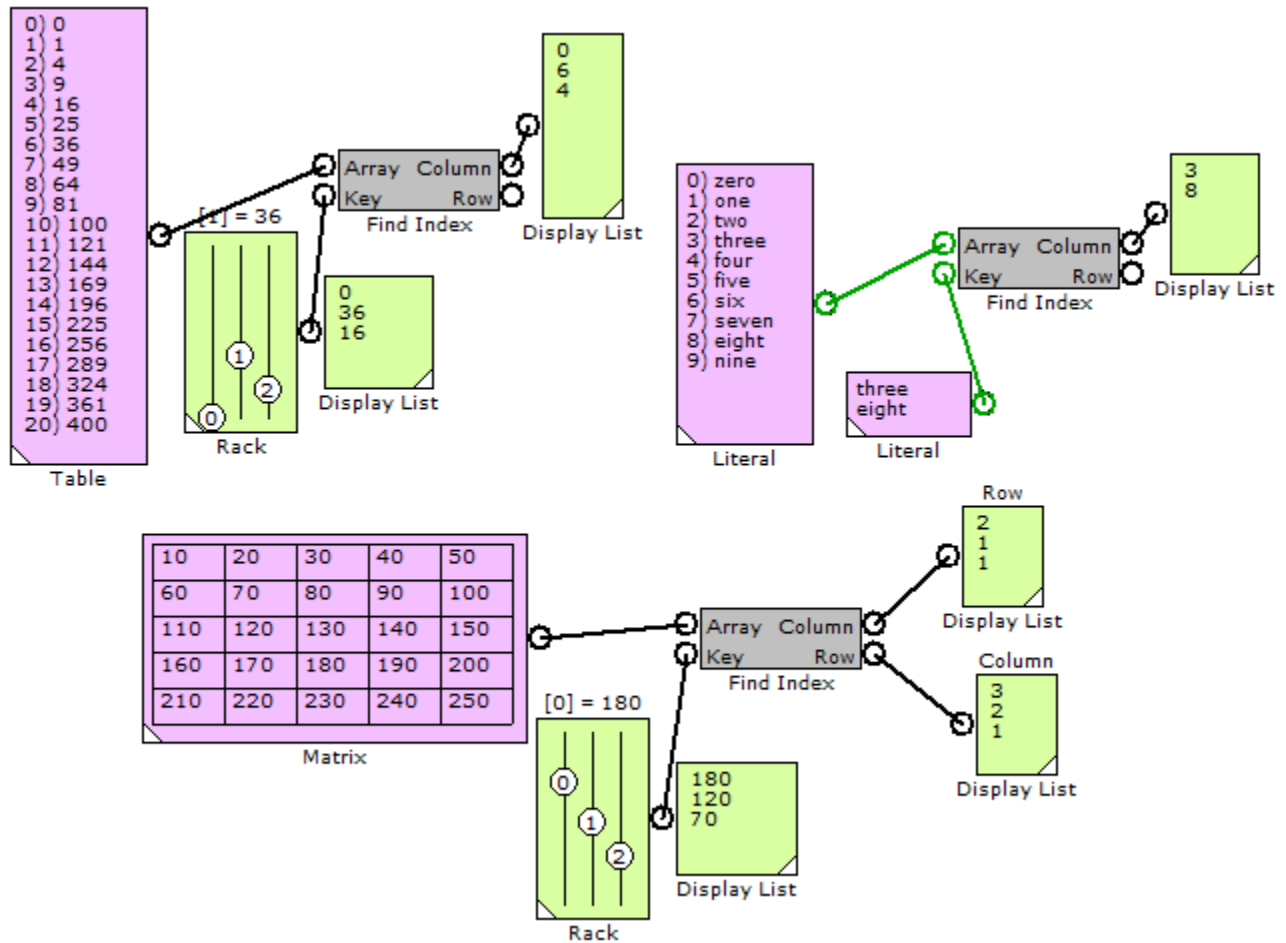 0) 0
1) 1
2) 4
3) 9
4) 16
5) 25
6) 36
7) 49
8) 64
9) 81
10) 100
11) 121
12) 144
13) 169
14) 196
15) 225
16) 256
17) 289
18) 324
19) 361
20) 400
Table
[1] = 36
0
1
2
Rack
0
36
16
Display List
Array Column
Key Row
Find Index
0
6
4
Display List
0) zero
1) one
2) two
3) three
4) four
5) five
6) six
7) seven
8) eight
9) nine
Literal
three
eight
Literal
Array Column
Key Row
Find Index
3
8
Display List
10 20 30 40 50
60 70 80 90 100
110 120 130 140 150
160 170 180 190 200
210 220 230 240 250
Matrix
[0] = 180
0
1
2
Rack
180
120
70
Display List
Array Column
Key Row
Find Index
Row
2
1
1
Display List
Column
3
2
1
Display List